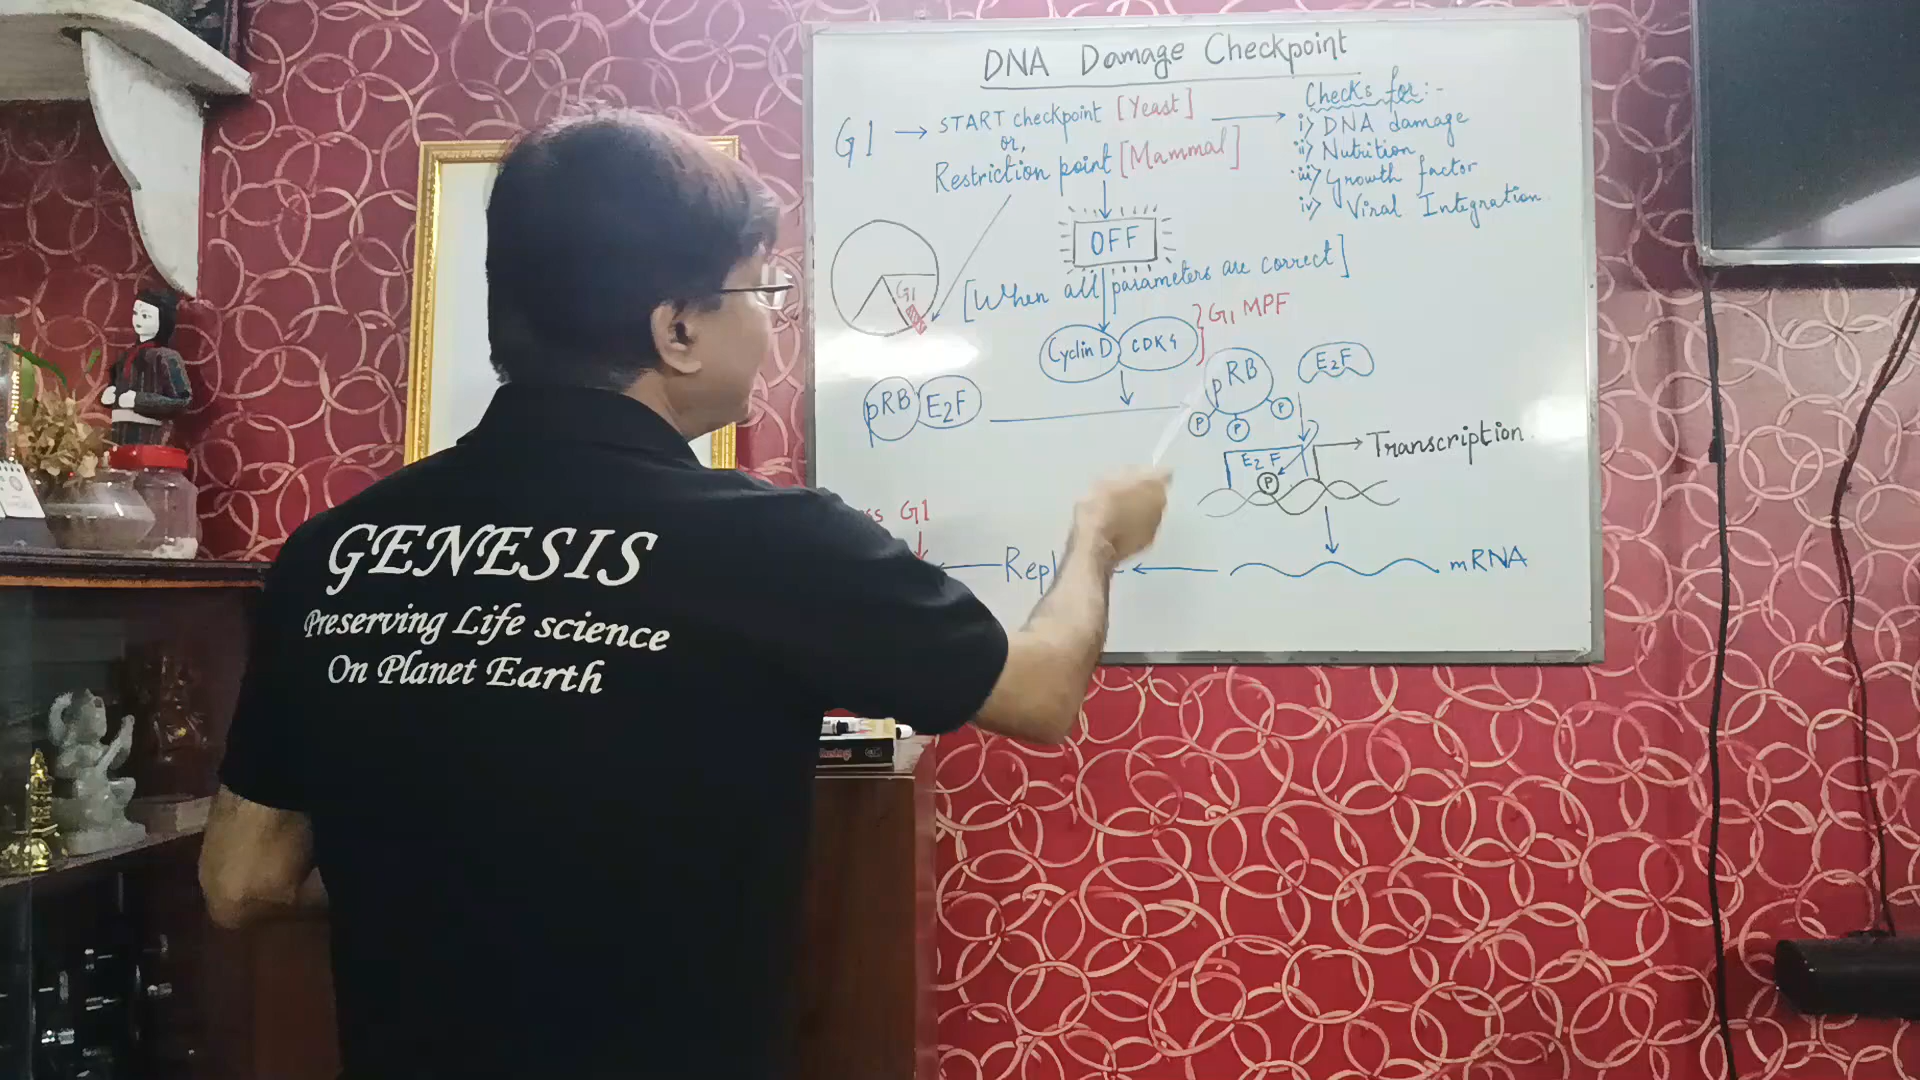 DNA Damage Checkpoint
G1 → START checkpoint [Yeast]
or,
Restriction point [Mammal]
Checks for:-
i) DNA damage
ii) Nutrition
iii) Growth factor
iv) Viral Integration
OFF
[When all parameters are correct]
G1
Cyclin D CDK4
G1 MPF
pRB E2F
pRB
P P P
E2F
E2F
P
Transcription
G1
mRNA
GENESIS
Preserving Life science
On Planet Earth